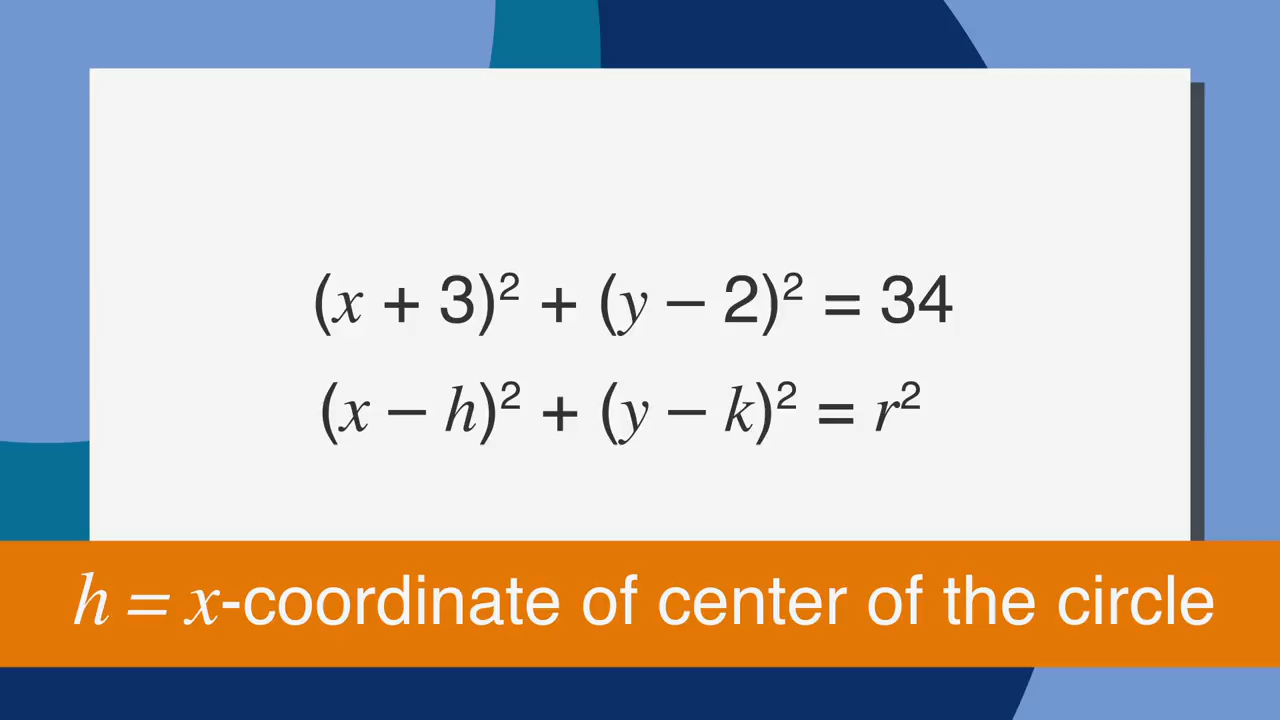 (x + 3)² + (y – 2)² = 34
(x – h)² + (y – k)² = r²
h = x-coordinate of center of the circle